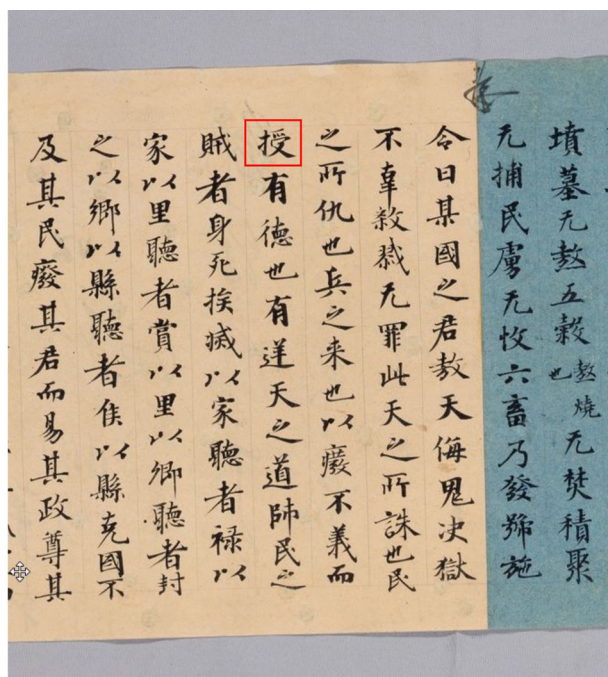 墳墓无爇五穀爇燒也无焚積聚
无捕民虜无收六畜乃發號施
令曰某國之君敖天侮鬼决獄
不辜殺戮无罪此天之所誅也民
之所仇也兵之来也以廢不義而
授有德也有逆天之道帥民之
賊者身死族滅以家聽者禄以
家以里聽者賞以里以鄉聽者封
之以鄉以縣聽者侯以縣克國不
及其民廢其君而易其政尊其